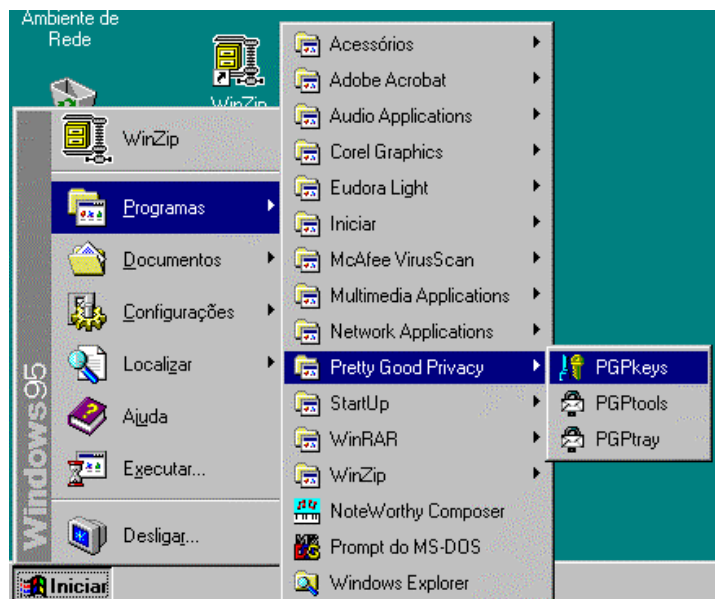 Ambiente de
Rede
WinZip
WinZip
Programas
Documentos
Configurações
Localizar
Ajuda
Executar...
Desligar...
Windows95
Iniciar
Acessórios
Adobe Acrobat
Audio Applications
Corel Graphics
Eudora Light
Iniciar
McAfee VirusScan
Multimedia Applications
Network Applications
Pretty Good Privacy
StartUp
WinRAR
WinZip
NoteWorthy Composer
Prompt do MS-DOS
Windows Explorer
PGPkeys
PGPtools
PGPtray